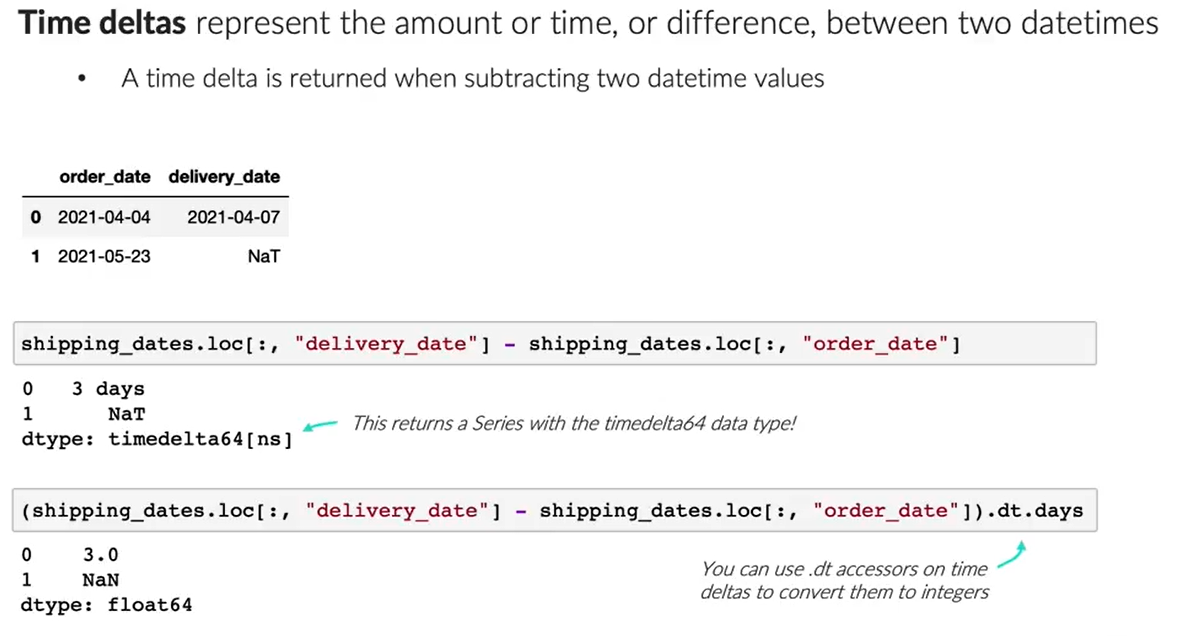 Time deltas represent the amount or time, or difference, between two datetimes
• A time delta is returned when subtracting two datetime values
order_date delivery_date
0 2021-04-04 2021-04-07
1 2021-05-23 NaT
shipping_dates.loc[:, "delivery_date"] - shipping_dates.loc[:, "order_date"]
0 3 days
1 NaT
dtype: timedelta64[ns]
This returns a Series with the timedelta64 data type!
(shipping_dates.loc[:, "delivery_date"] - shipping_dates.loc[:, "order_date"]).dt.days
0 3.0
1 NaN
dtype: float64
You can use .dt accessors on time
deltas to convert them to integers